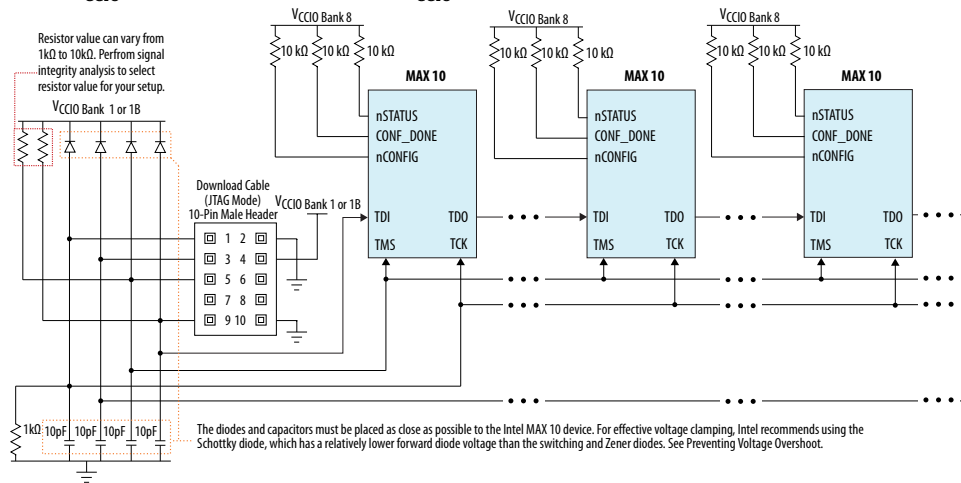 VCCIO Bank 8
VCCIO Bank 8
VCCIO Bank 8
10 kΩ 10 kΩ 10 kΩ
10 kΩ 10 kΩ 10 kΩ
10 kΩ 10 kΩ 10 kΩ
Resistor value can vary from
1kΩ to 10kΩ. Perfrom signal
integrity analysis to select
resistor value for your setup.
VCCIO Bank 1 or 1B
MAX 10
nSTATUS
CONF_DONE
nCONFIG
TDI TDO
TMS TCK
MAX 10
nSTATUS
CONF_DONE
nCONFIG
TDI TDO
TMS TCK
MAX 10
nSTATUS
CONF_DONE
nCONFIG
TDI TDO
TMS TCK
Download Cable
(JTAG Mode)
10-Pin Male Header
VCCIO Bank 1 or 1B
1 2
3 4
5 6
7 8
9 10
1kΩ 10pF 10pF 10pF 10pF
The diodes and capacitors must be placed as close as possible to the Intel MAX 10 device. For effective voltage clamping, Intel recommends using the
Schottky diode, which has a relatively lower forward diode voltage than the switching and Zener diodes. See Preventing Voltage Overshoot.